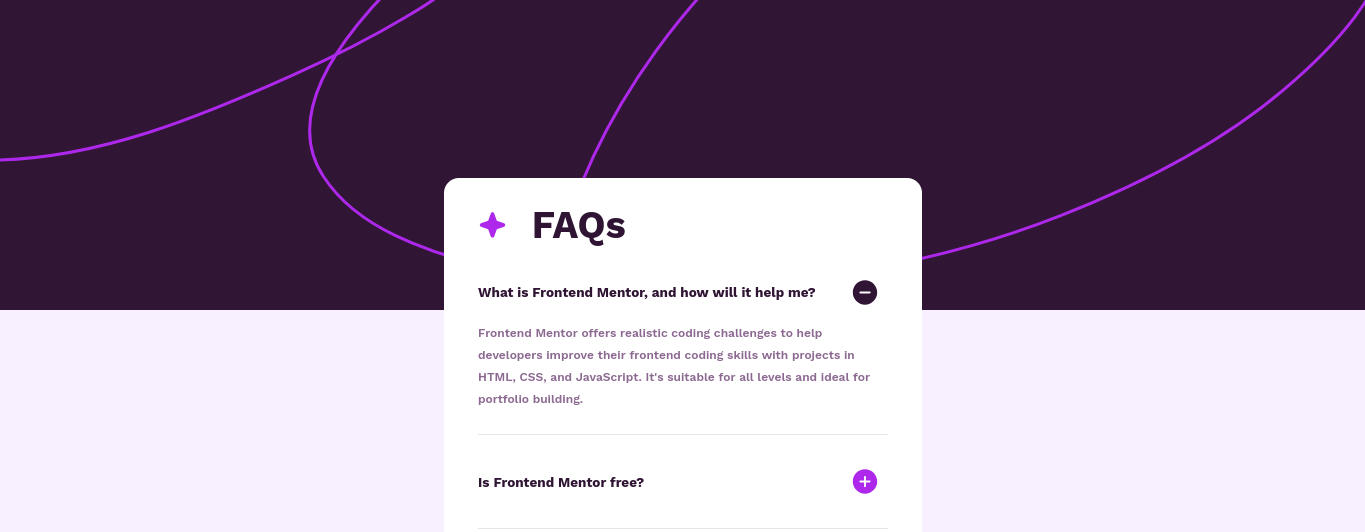 FAQs
What is Frontend Mentor, and how will it help me?
Frontend Mentor offers realistic coding challenges to help
developers improve their frontend coding skills with projects in
HTML, CSS, and JavaScript. It's suitable for all levels and ideal for
portfolio building.
Is Frontend Mentor free?